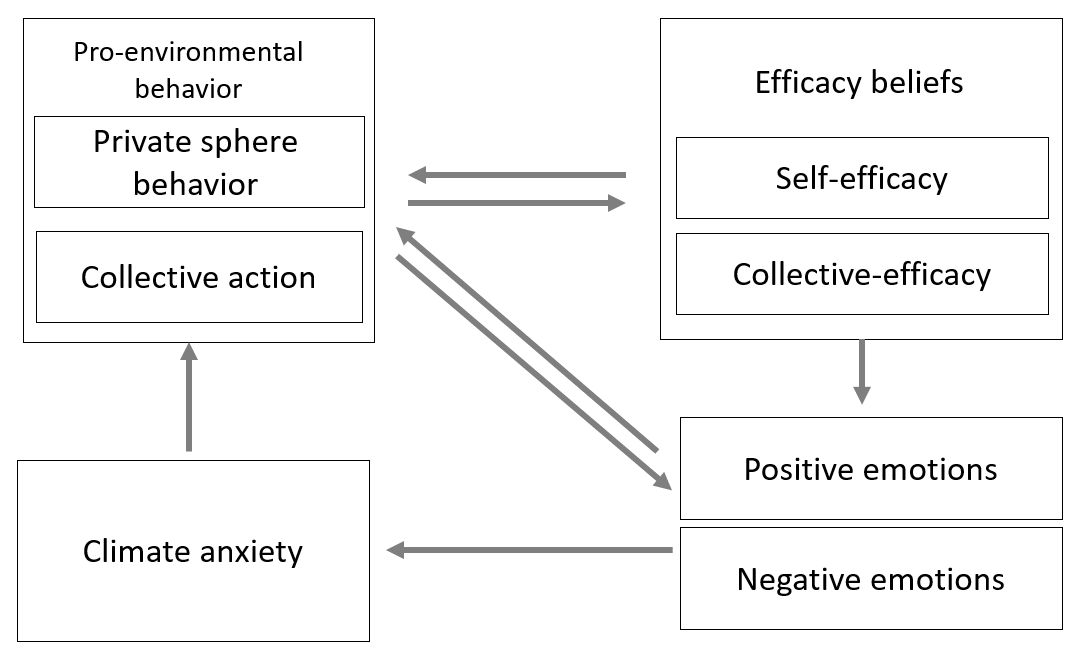 Pro-environmental
behavior
Private sphere
behavior
Collective action
Efficacy beliefs
Self-efficacy
Collective-efficacy
Positive emotions
Negative emotions
Climate anxiety